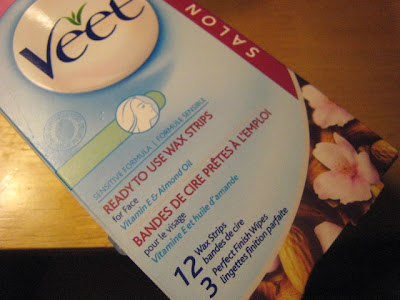 Veet
SALON
SENSITIVE FORMULA | FORMULE SENSIBLE
READY TO USE WAX STRIPS
for Face
Vitamin E & Almond Oil
BANDES DE CIRE PRÊTES À L'EMPLOI
pour le visage
Vitamine E et huile d'amande
12 Wax Strips
bandes de cire
3 Perfect Finish Wipes
lingettes finition parfaite